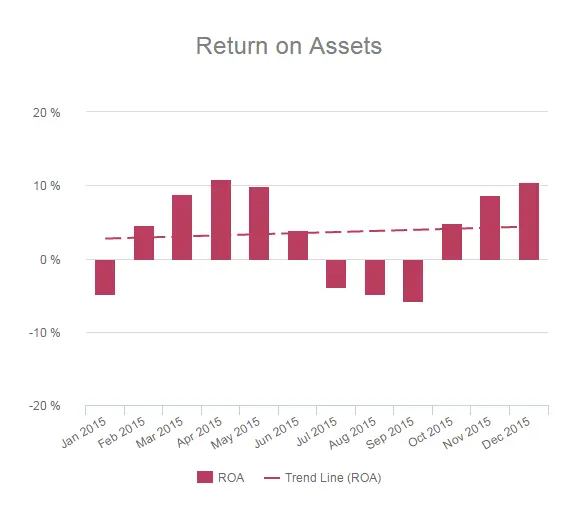 Return on Assets
20 %
10 %
0 %
-10 %
-20 %
Jan 2015
Feb 2015
Mar 2015
Apr 2015
May 2015
Jun 2015
Jul 2015
Aug 2015
Sep 2015
Oct 2015
Nov 2015
Dec 2015
ROA
Trend Line (ROA)